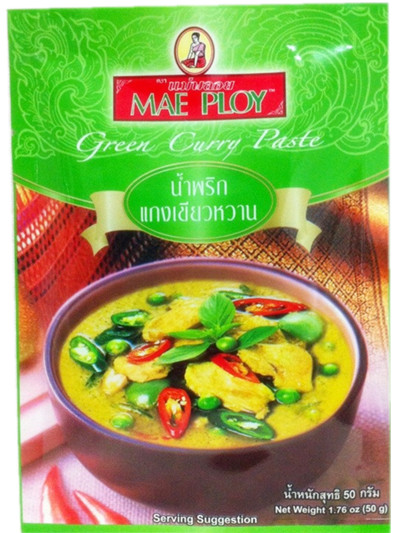 ตรา แม่พลอย™
MAE PLOY
Green Curry Paste
น้ำพริก
แกงเขียวหวาน
น้ำหนักสุทธิ 50 กรัม
Net Weight 1.76 oz (50 g)
Serving Suggestion